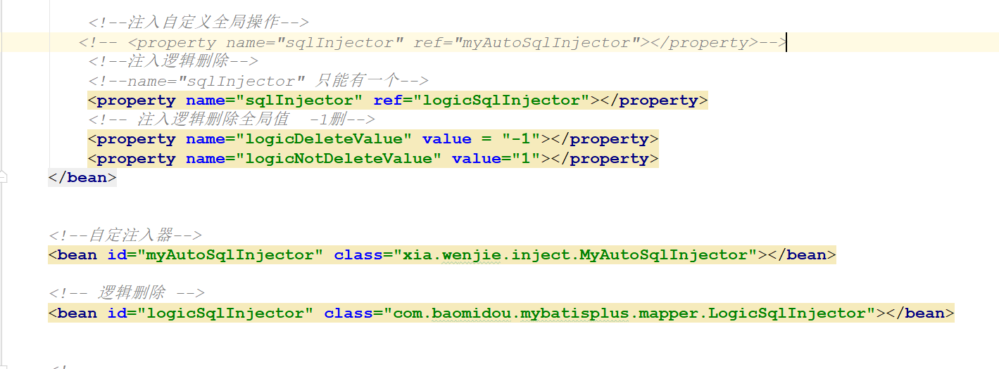 <!--注入自定义全局操作-->
<!-- <property name="sqlInjector" ref="myAutoSqlInjector"></property>-->
<!--注入逻辑删除-->
<!--name="sqlInjector" 只能有一个-->
<property name="sqlInjector" ref="logicSqlInjector"></property>
<!-- 注入逻辑删除全局值  -1删-->
<property name="logicDeleteValue" value = "-1"></property>
<property name="logicNotDeleteValue" value="1"></property>
</bean>
<!--自定注入器-->
<bean id="myAutoSqlInjector" class="xia.wenjie.inject.MyAutoSqlInjector"></bean>
<!-- 逻辑删除 -->
<bean id="logicSqlInjector" class="com.baomidou.mybatisplus.mapper.LogicSqlInjector"></bean>